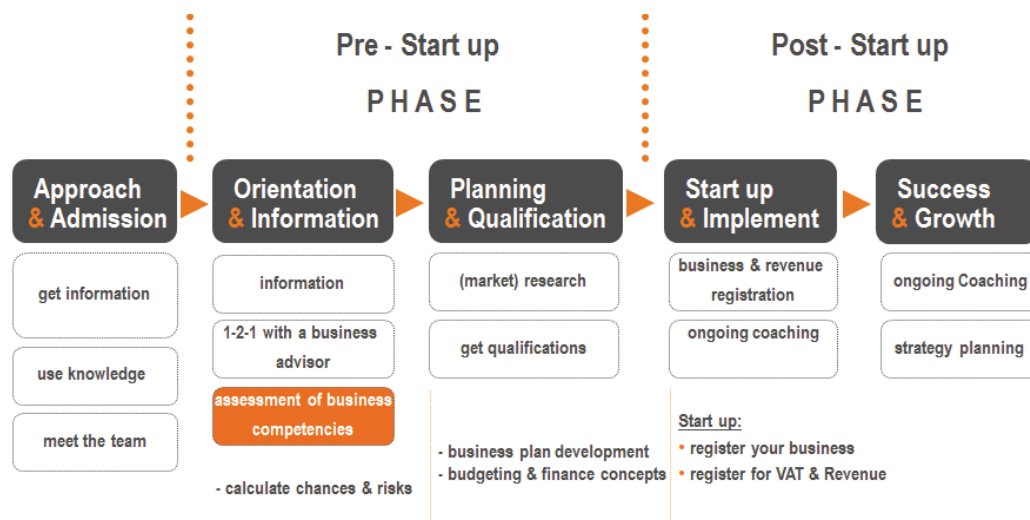 Pre - Start up
PHASE
Post - Start up
PHASE
Approach
& Admission
Orientation
& Information
Planning
& Qualification
Start up
& Implement
Success
& Growth
get information
use knowledge
meet the team
information
1-2-1 with a business
advisor
assessment of business
competencies
- calculate chances & risks
(market) research
get qualifications
- business plan development
- budgeting & finance concepts
business & revenue
registration
ongoing coaching
Start up:
• register your business
• register for VAT & Revenue
ongoing Coaching
strategy planning